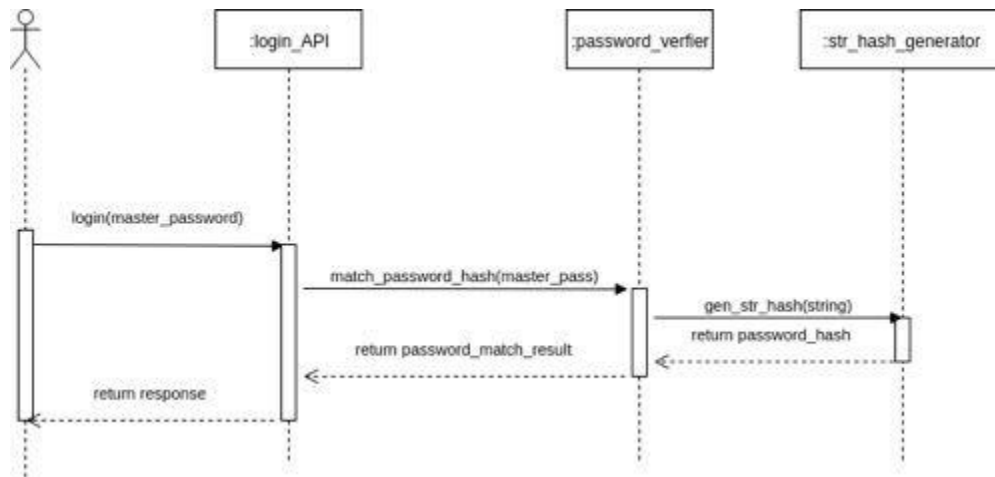 :login_API
:password_verfier
:str_hash_generator
login(master_password)
match_password_hash(master_pass)
gen_str_hash(string)
return password_hash
return password_match_result
return response